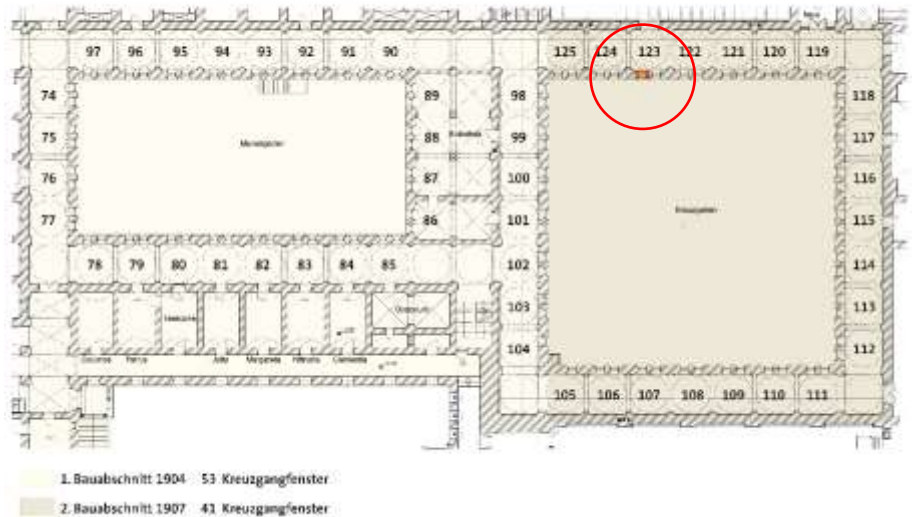 97 96 95 94 93 92 91 90 125 124 123 122 121 120 119
74 89 98 118
75 88 99 117
76 87 100 116
77 86 101 115
78 79 80 81 82 83 84 85 102 114
103 113
104 112
105 106 107 108 109 110 111
1. Bauabschnitt 1904 53 Kreuzgangfenster
2. Bauabschnitt 1907 41 Kreuzgangfenster